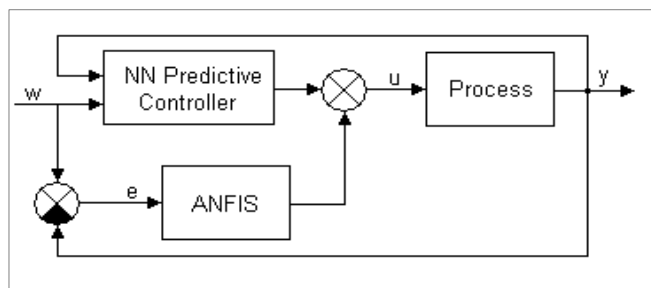 NN Predictive
Controller
w
u
Process
y
e
ANFIS